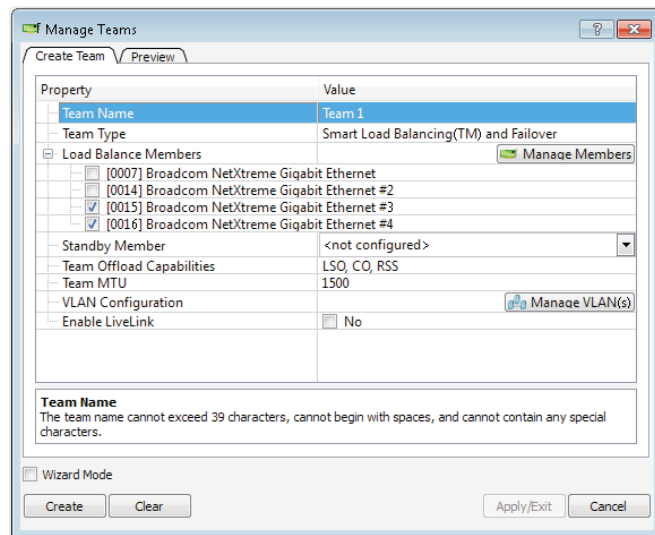 Manage Teams
Create Team Preview
Property Value
Team Name Team 1
Team Type Smart Load Balancing(TM) and Failover
Load Balance Members Manage Members
[0007] Broadcom NetXtreme Gigabit Ethernet
[0014] Broadcom NetXtreme Gigabit Ethernet #2
[0015] Broadcom NetXtreme Gigabit Ethernet #3
[0016] Broadcom NetXtreme Gigabit Ethernet #4
Standby Member <not configured>
Team Offload Capabilities LSO, CO, RSS
Team MTU 1500
VLAN Configuration Manage VLAN(s)
Enable LiveLink No
Team Name
The team name cannot exceed 39 characters, cannot begin with spaces, and cannot contain any special
characters.
Wizard Mode
Create Clear Apply/Exit Cancel